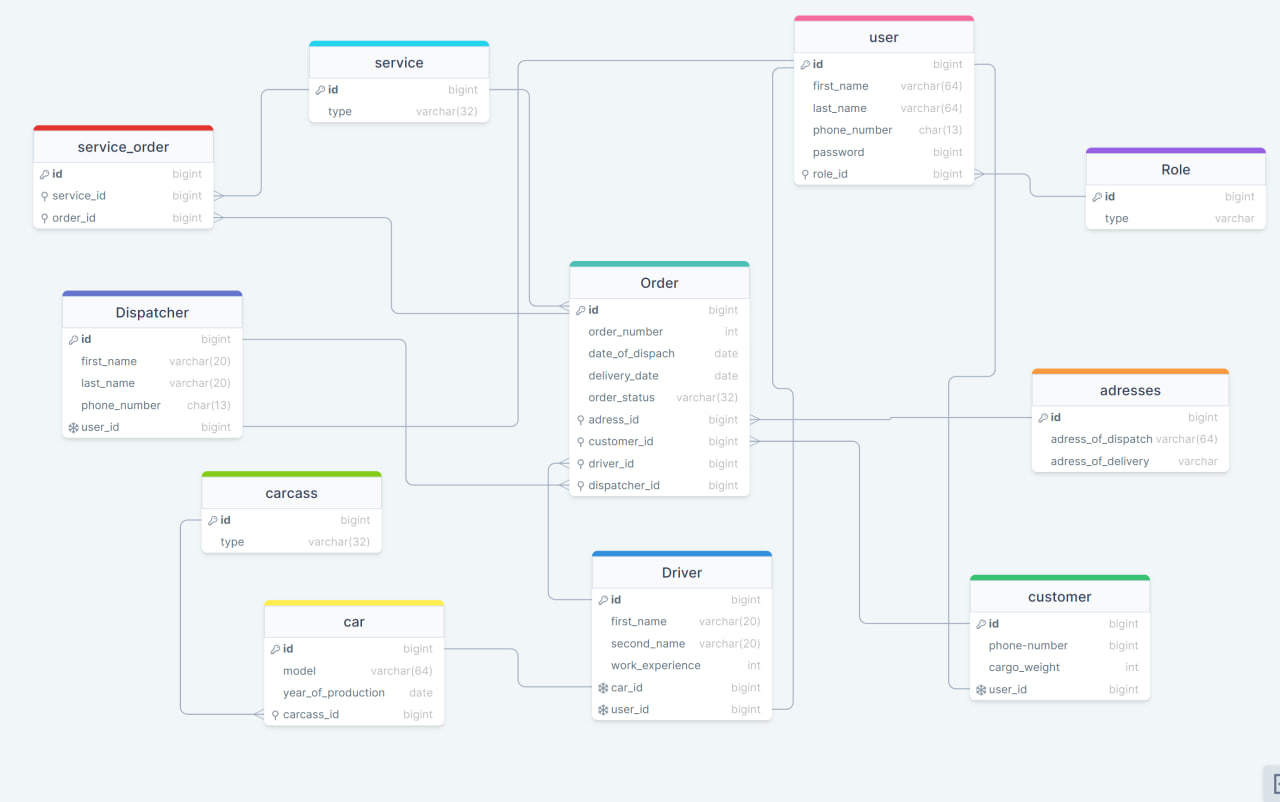 user
id bigint
first_name varchar(64)
last_name varchar(64)
phone_number char(13)
password bigint
role_id bigint
service
id bigint
type varchar(32)
service_order
id bigint
service_id bigint
order_id bigint
Role
id bigint
type varchar
Order
id bigint
order_number int
date_of_dispach date
delivery_date date
order_status varchar(32)
adress_id bigint
customer_id bigint
driver_id bigint
dispatcher_id bigint
Dispatcher
id bigint
first_name varchar(20)
last_name varchar(20)
phone_number char(13)
user_id bigint
adresses
id bigint
adress_of_dispatch varchar(64)
adress_of_delivery varchar
carcass
id bigint
type varchar(32)
Driver
id bigint
first_name varchar(20)
second_name varchar(20)
work_experience int
car_id bigint
user_id bigint
customer
id bigint
phone-number bigint
cargo_weight int
user_id bigint
car
id bigint
model varchar(64)
year_of_production date
carcass_id bigint